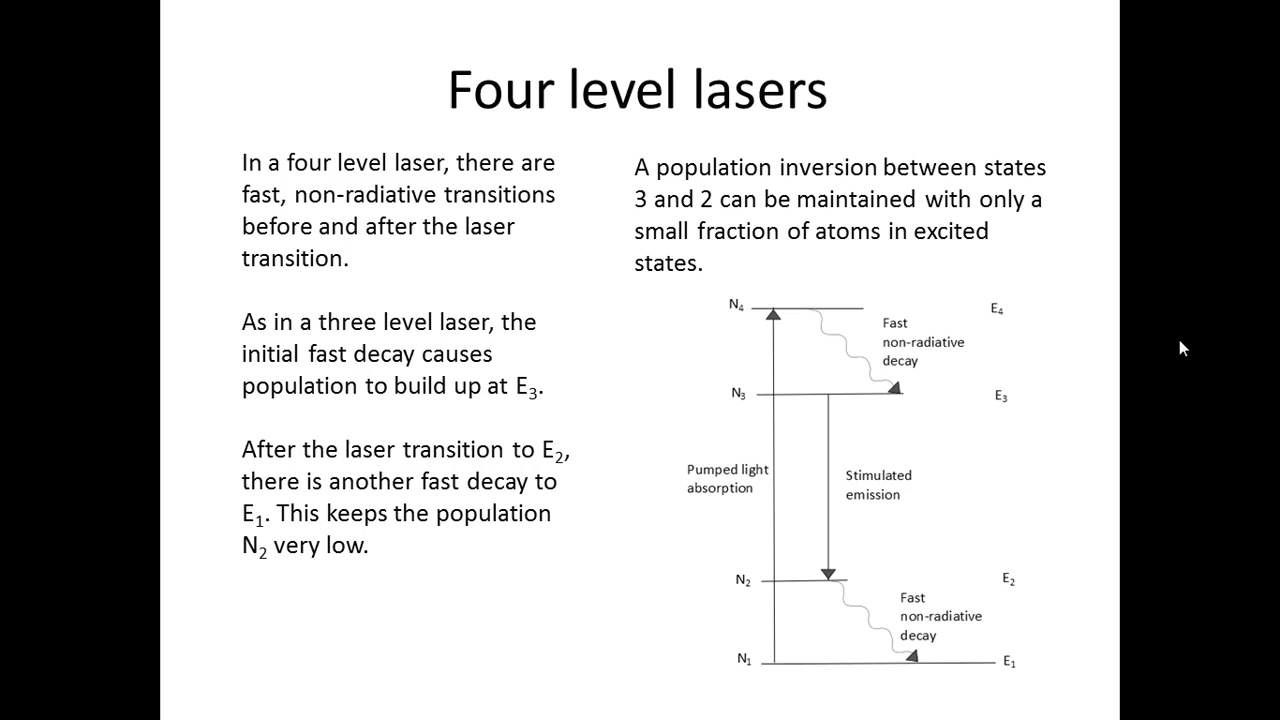 Four level lasers
In a four level laser, there are
fast, non-radiative transitions
before and after the laser
transition.
As in a three level laser, the
initial fast decay causes
population to build up at E₃.
After the laser transition to E₂,
there is another fast decay to
E₁. This keeps the population
N₂ very low.
A population inversion between states
3 and 2 can be maintained with only a
small fraction of atoms in excited
states.
N₄
E₄
Fast
non-radiative
decay
N₃
E₃
Pumped light
absorption
Stimulated
emission
N₂
E₂
Fast
non-radiative
decay
N₁
E₁